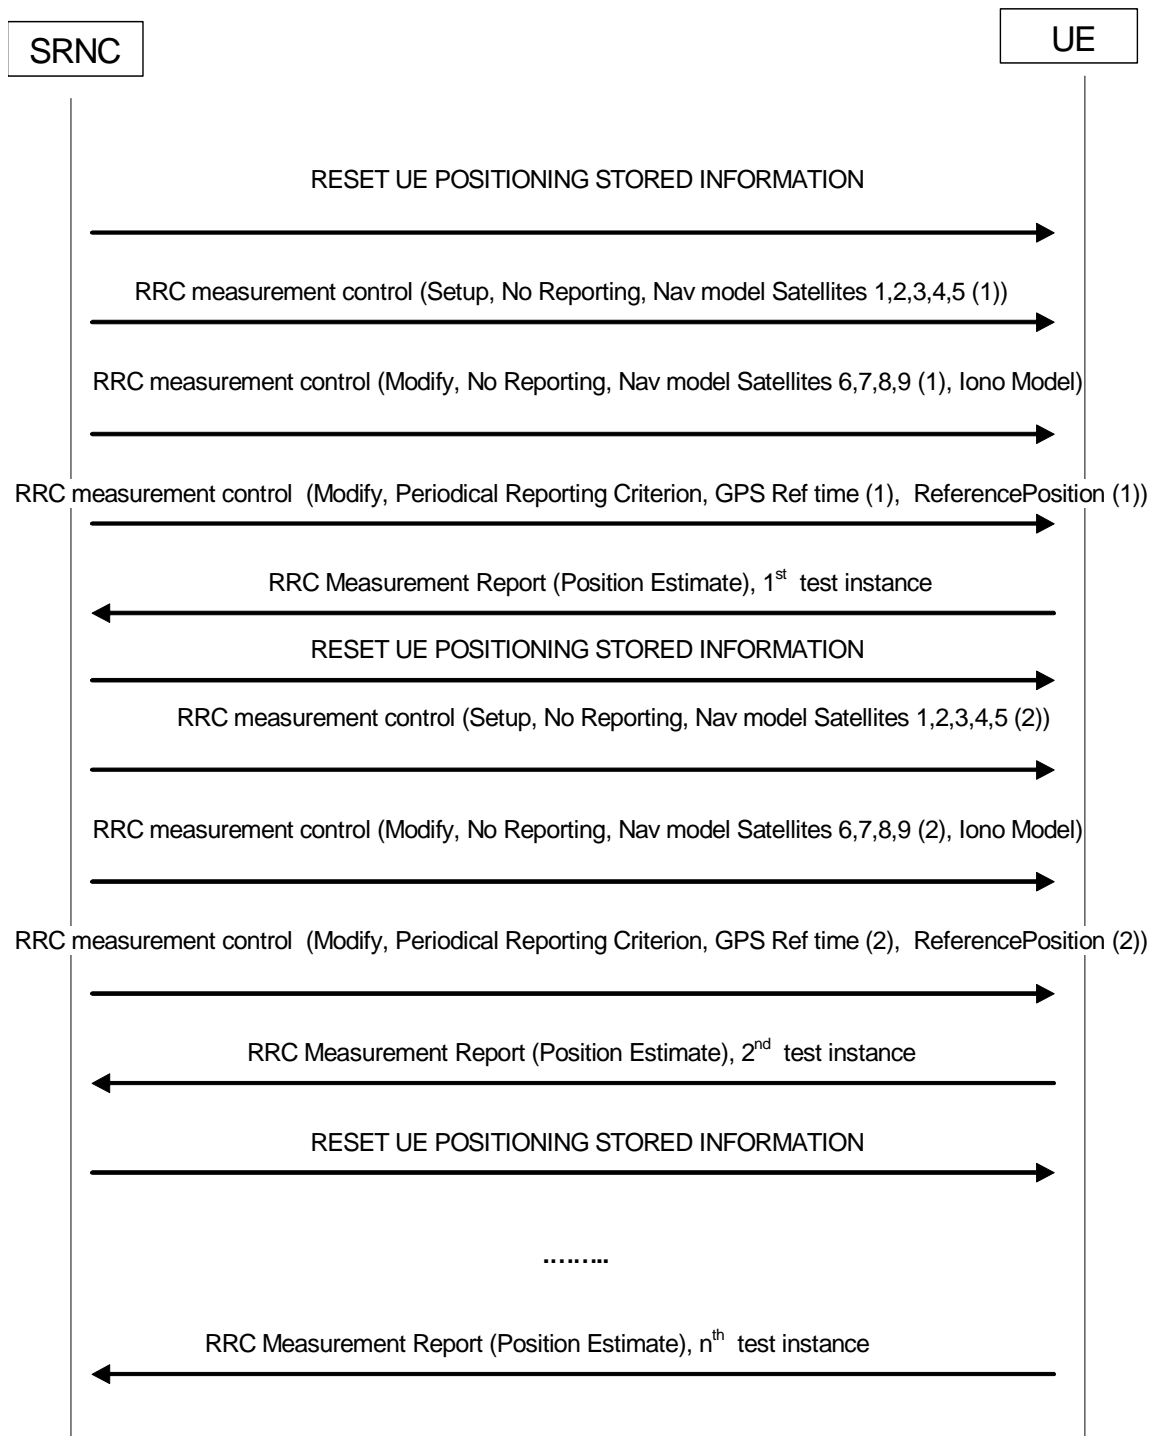 SRNC
UE
RESET UE POSITIONING STORED INFORMATION
RRC measurement control (Setup, No Reporting, Nav model Satellites 1,2,3,4,5 (1))
RRC measurement control (Modify, No Reporting, Nav model Satellites 6,7,8,9 (1), Iono Model)
RRC measurement control (Modify, Periodical Reporting Criterion, GPS Ref time (1), ReferencePosition (1))
RRC Measurement Report (Position Estimate), 1st test instance
RESET UE POSITIONING STORED INFORMATION
RRC measurement control (Setup, No Reporting, Nav model Satellites 1,2,3,4,5 (2))
RRC measurement control (Modify, No Reporting, Nav model Satellites 6,7,8,9 (2), Iono Model)
RRC measurement control (Modify, Periodical Reporting Criterion, GPS Ref time (2), ReferencePosition (2))
RRC Measurement Report (Position Estimate), 2nd test instance
RESET UE POSITIONING STORED INFORMATION
.........
RRC Measurement Report (Position Estimate), nth test instance